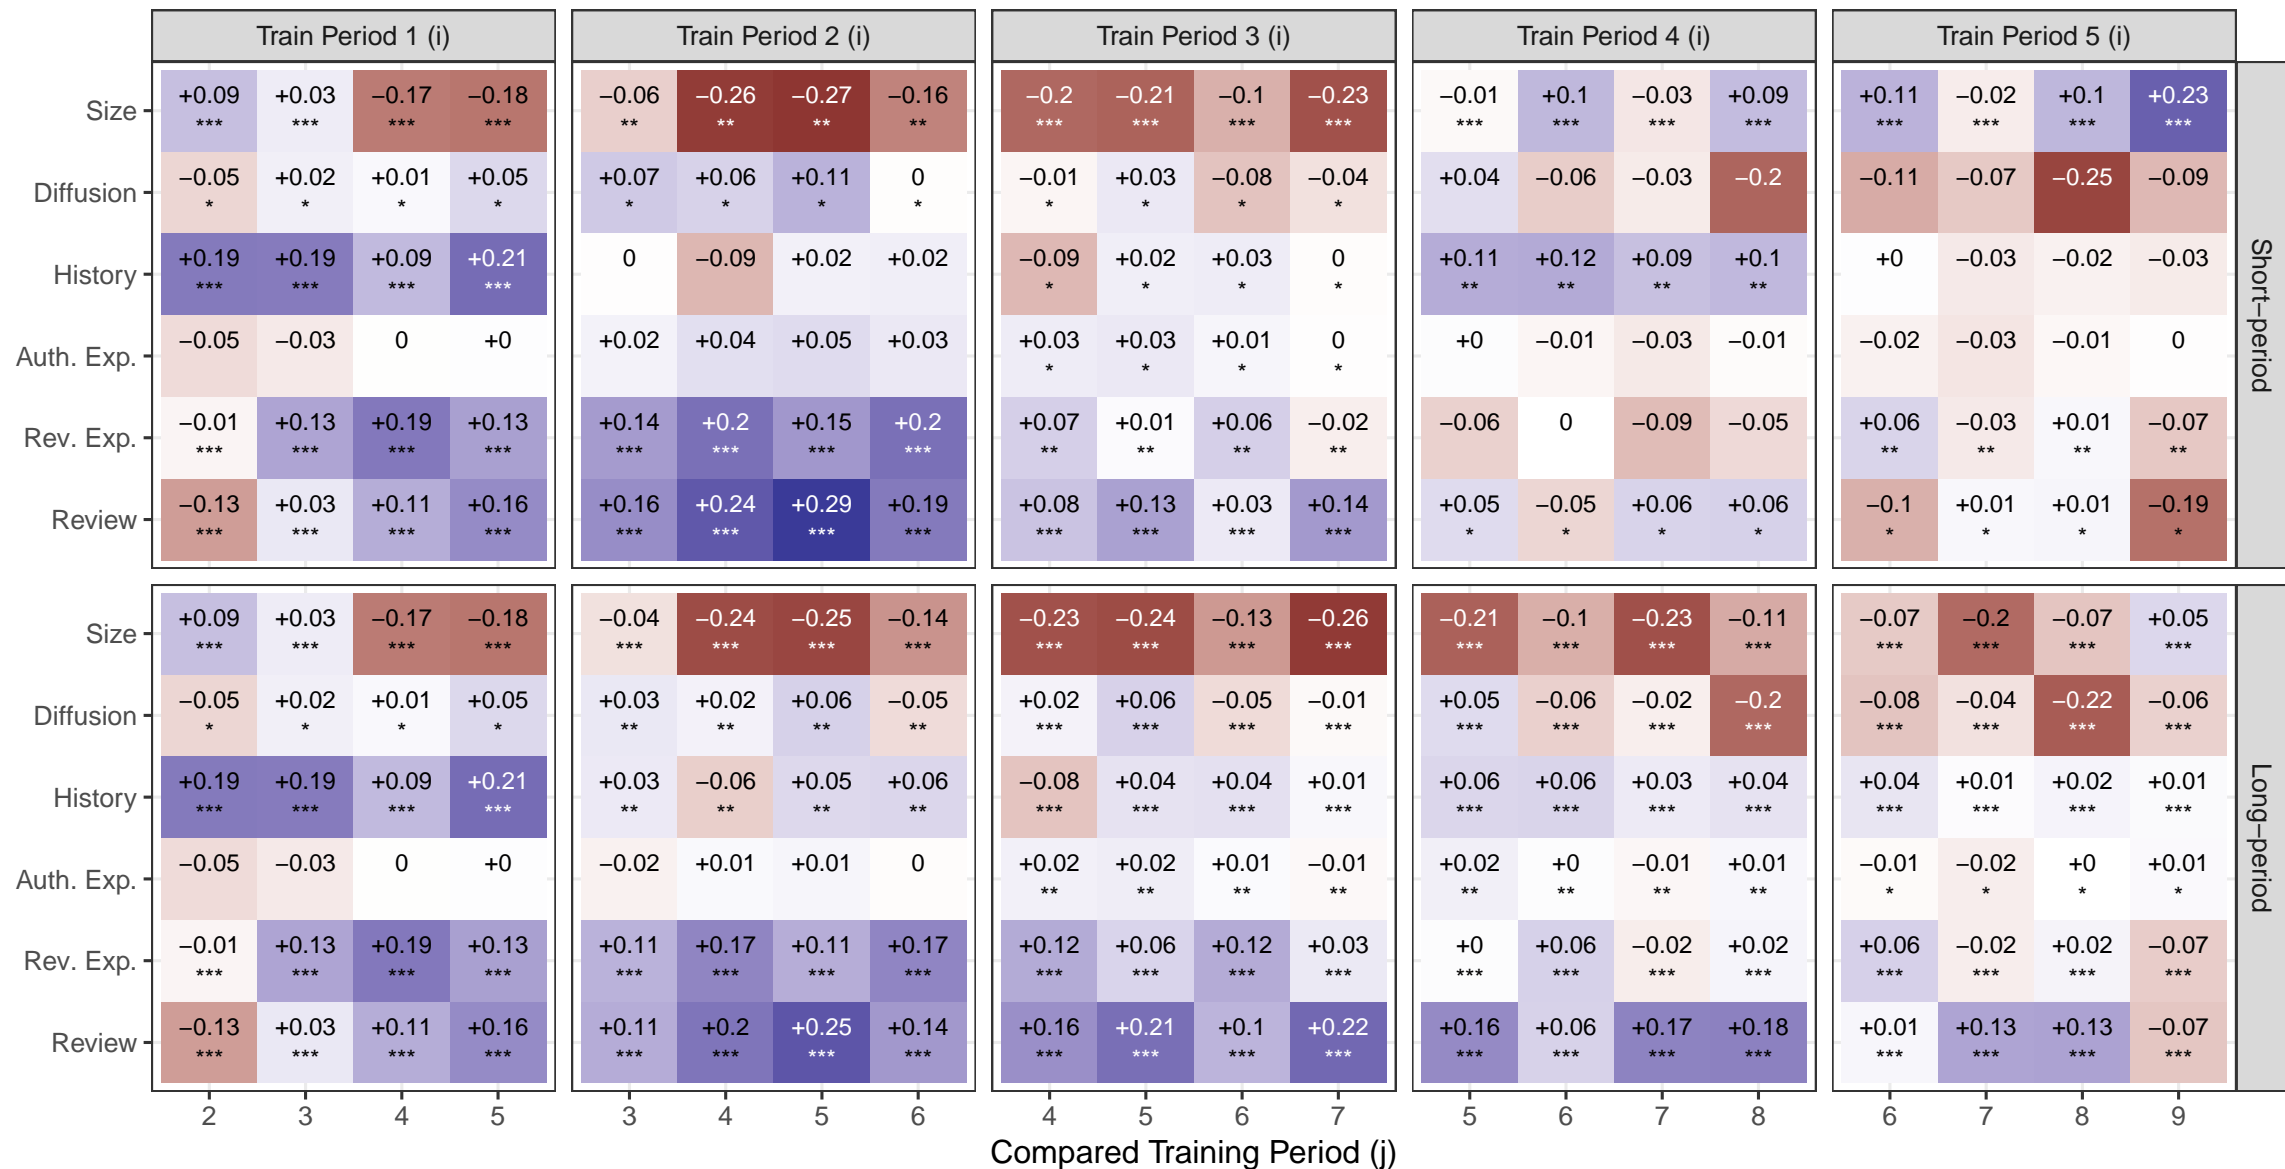 Train Period 1 (i) Train Period 2 (i) Train Period 3 (i) Train Period 4 (i) Train Period 5 (i)
Short−period
Size +0.09 +0.03 −0.17 −0.18 −0.06 −0.26 −0.27 −0.16 −0.2 −0.21 −0.1 −0.23 −0.01 +0.1 −0.03 +0.09 +0.11 −0.02 +0.1 +0.23
*** *** *** *** ** ** ** ** *** *** *** *** *** *** *** *** *** *** *** ***
Diffusion −0.05 +0.02 +0.01 +0.05 +0.07 +0.06 +0.11 0 −0.01 +0.03 −0.08 −0.04 +0.04 −0.06 −0.03 −0.2 −0.11 −0.07 −0.25 −0.09
* * * * * * * * * * * *
History +0.19 +0.19 +0.09 +0.21 0 −0.09 +0.02 +0.02 −0.09 +0.02 +0.03 0 +0.11 +0.12 +0.09 +0.1 +0 −0.03 −0.02 −0.03
*** *** *** *** * * * * ** ** ** **
Auth. Exp. −0.05 −0.03 0 +0 +0.02 +0.04 +0.05 +0.03 +0.03 +0.03 +0.01 0 +0 −0.01 −0.03 −0.01 −0.02 −0.03 −0.01 0
* * * *
Rev. Exp. −0.01 +0.13 +0.19 +0.13 +0.14 +0.2 +0.15 +0.2 +0.07 +0.01 +0.06 −0.02 −0.06 0 −0.09 −0.05 +0.06 −0.03 +0.01 −0.07
*** *** *** *** *** *** *** *** ** ** ** ** ** ** ** **
Review −0.13 +0.03 +0.11 +0.16 +0.16 +0.24 +0.29 +0.19 +0.08 +0.13 +0.03 +0.14 +0.05 −0.05 +0.06 +0.06 −0.1 +0.01 +0.01 −0.19
*** *** *** *** *** *** *** *** *** *** *** *** * * * * * * * *
Long−period
Size +0.09 +0.03 −0.17 −0.18 −0.04 −0.24 −0.25 −0.14 −0.23 −0.24 −0.13 −0.26 −0.21 −0.1 −0.23 −0.11 −0.07 −0.2 −0.07 +0.05
*** *** *** *** *** *** *** *** *** *** *** *** *** *** *** *** *** *** *** ***
Diffusion −0.05 +0.02 +0.01 +0.05 +0.03 +0.02 +0.06 −0.05 +0.02 +0.06 −0.05 −0.01 +0.05 −0.06 −0.02 −0.2 −0.08 −0.04 −0.22 −0.06
* * * * ** ** ** ** *** *** *** *** *** *** *** *** *** *** *** ***
History +0.19 +0.19 +0.09 +0.21 +0.03 −0.06 +0.05 +0.06 −0.08 +0.04 +0.04 +0.01 +0.06 +0.06 +0.03 +0.04 +0.04 +0.01 +0.02 +0.01
*** *** *** *** ** ** ** ** *** *** *** *** *** *** *** *** *** *** *** ***
Auth. Exp. −0.05 −0.03 0 +0 −0.02 +0.01 +0.01 0 +0.02 +0.02 +0.01 −0.01 +0.02 +0 −0.01 +0.01 −0.01 −0.02 +0 +0.01
** ** ** ** ** ** ** ** * * * *
Rev. Exp. −0.01 +0.13 +0.19 +0.13 +0.11 +0.17 +0.11 +0.17 +0.12 +0.06 +0.12 +0.03 +0 +0.06 −0.02 +0.02 +0.06 −0.02 +0.02 −0.07
*** *** *** *** *** *** *** *** *** *** *** *** *** *** *** *** *** *** *** ***
Review −0.13 +0.03 +0.11 +0.16 +0.11 +0.2 +0.25 +0.14 +0.16 +0.21 +0.1 +0.22 +0.16 +0.06 +0.17 +0.18 +0.01 +0.13 +0.13 −0.07
*** *** *** *** *** *** *** *** *** *** *** *** *** *** *** *** *** *** *** ***
2 3 4 5 3 4 5 6 4 5 6 7 5 6 7 8 6 7 8 9
Compared Training Period (j)